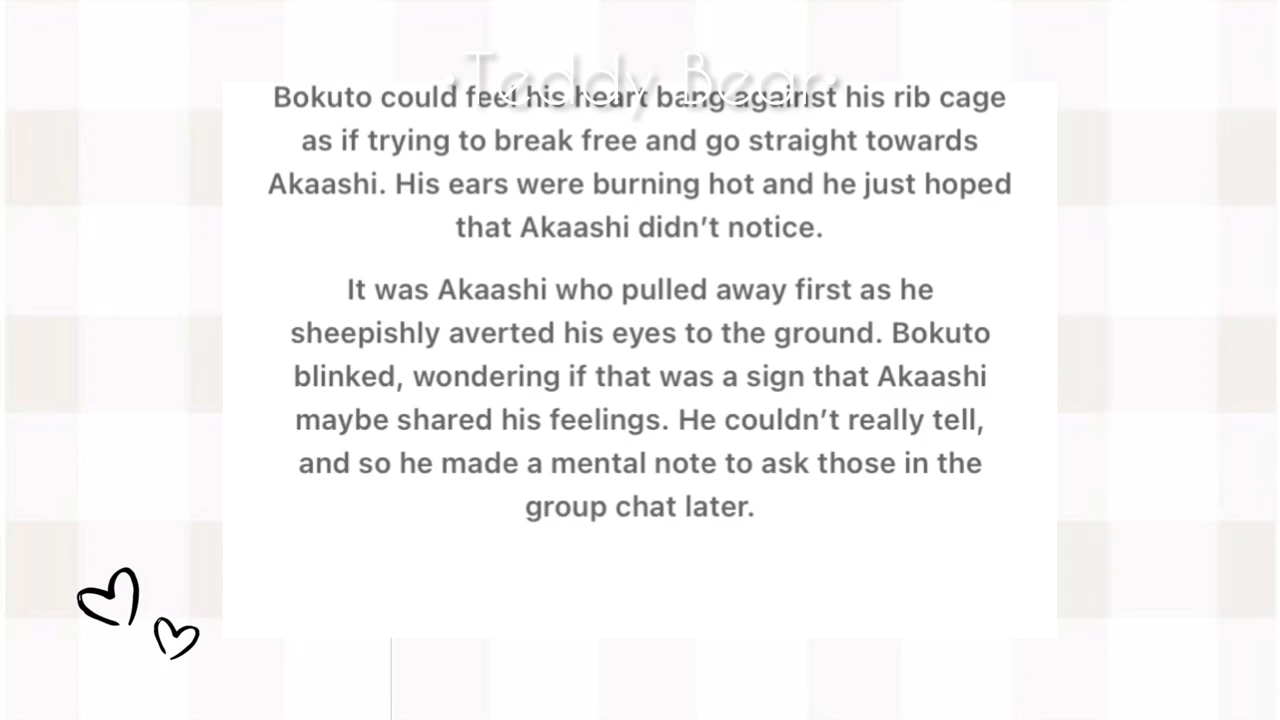 •Teddy Bear•
Bokuto could feel his heart bang against his rib cage
as if trying to break free and go straight towards
Akaashi. His ears were burning hot and he just hoped
that Akaashi didn’t notice.
It was Akaashi who pulled away first as he
sheepishly averted his eyes to the ground. Bokuto
blinked, wondering if that was a sign that Akaashi
maybe shared his feelings. He couldn’t really tell,
and so he made a mental note to ask those in the
group chat later.